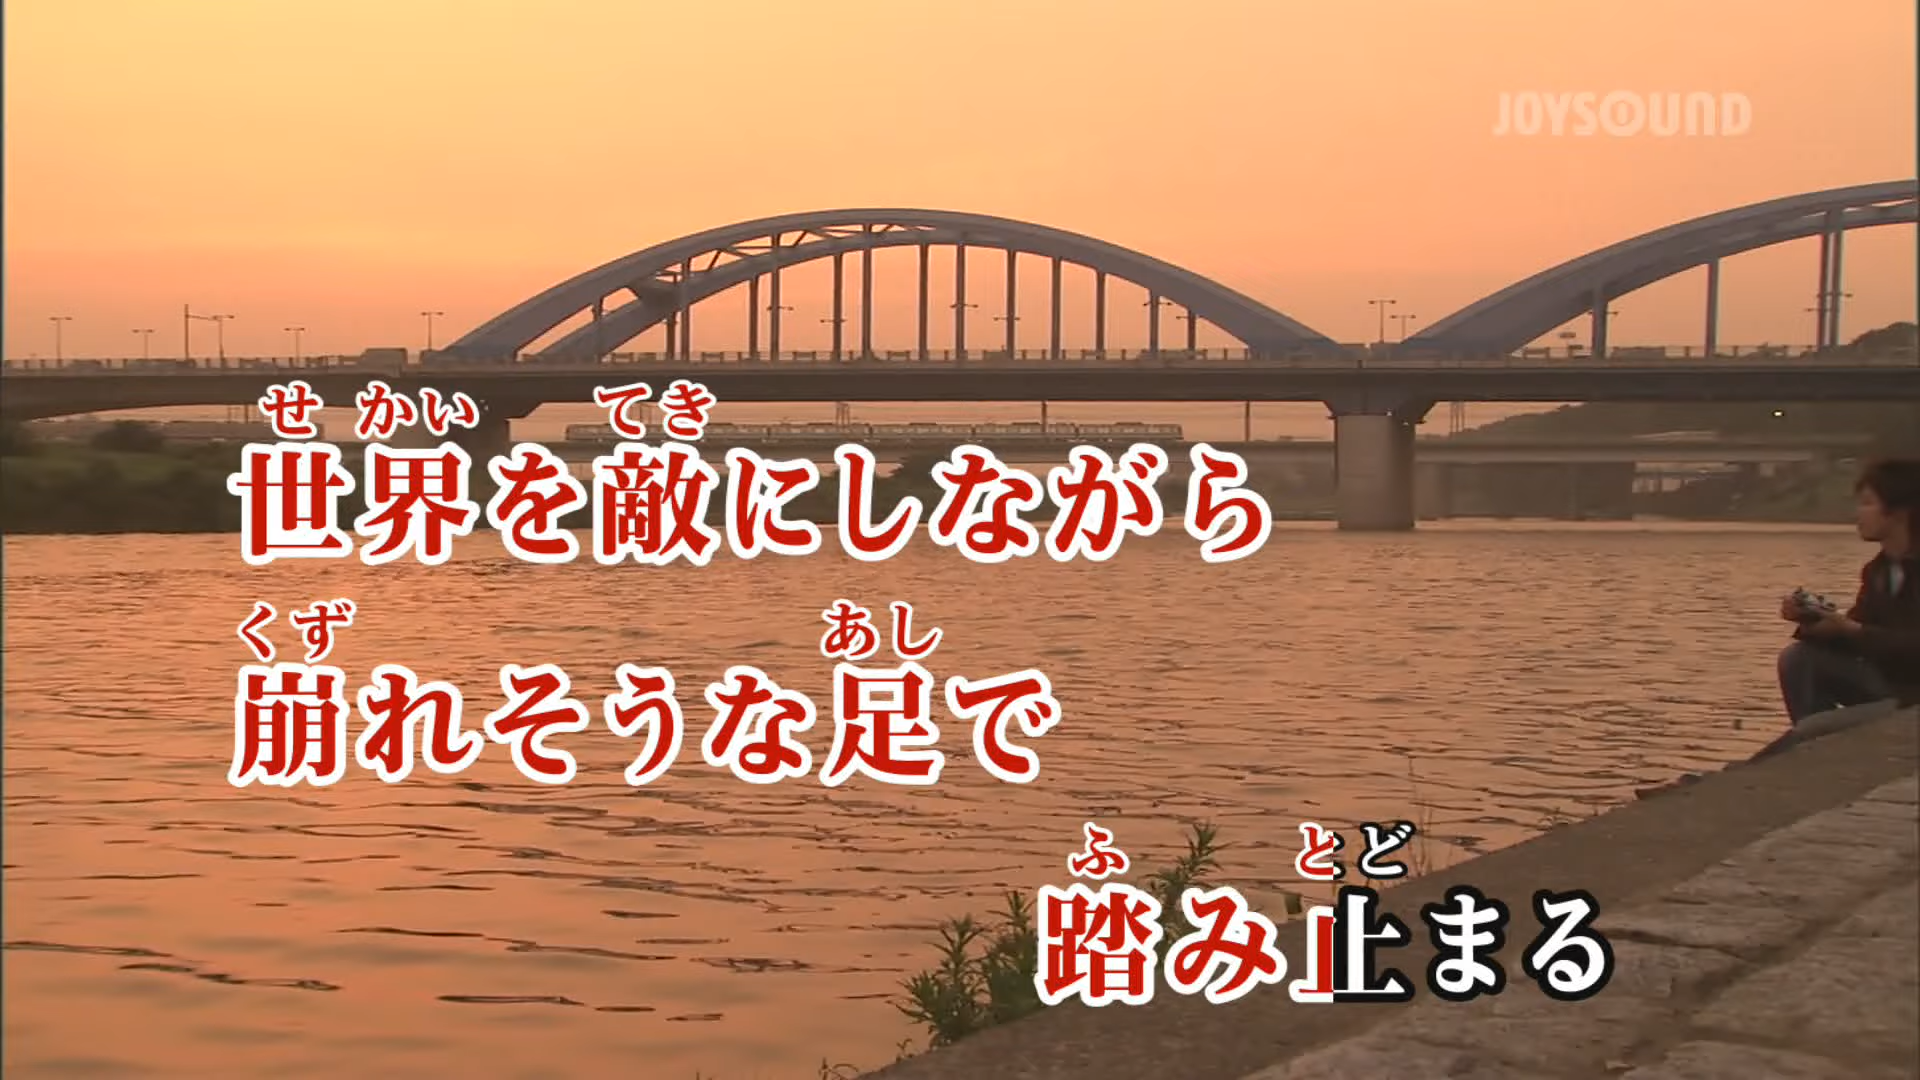 JOYSOUND
せかい てき
世界を敵にしながら
くず あし
崩れそうな足で
ふ とど
踏み止まる